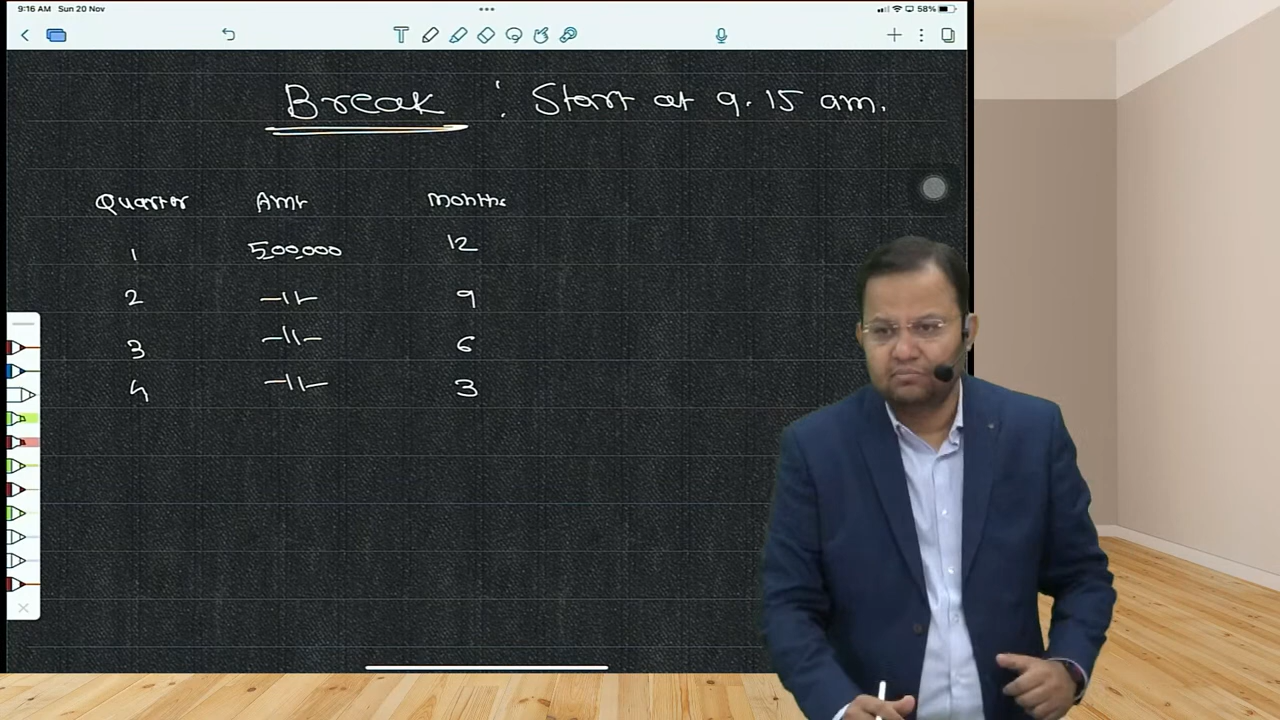 9:16 AM Sun 20 Nov
58%
Break : Start at 9.15 am.
Quarter Amt Months
1 5,00,000 12
2 —11— 9
3 —11— 6
4 —11— 3